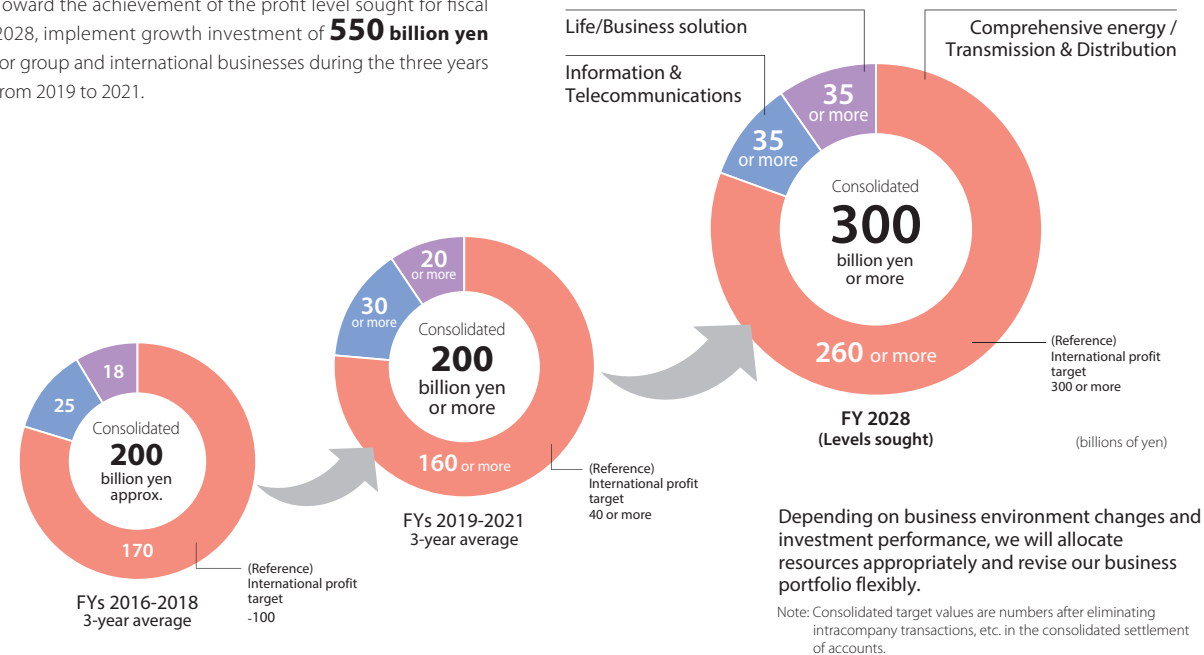 oward the achievement of the profit level sought for fiscal
2028, implement growth investment of 550 billion yen
or group and international businesses during the three years
rom 2019 to 2021.
Life/Business solution
Information &
Telecommunications
Comprehensive energy /
Transmission & Distribution
18
25
Consolidated
200
billion yen
approx.
170
(Reference)
International profit
target
-100
FYs 2016-2018
3-year average
20
or more
30
or more
Consolidated
200
billion yen
or more
160 or more
(Reference)
International profit
target
40 or more
FYs 2019-2021
3-year average
35
or more
35
or more
Consolidated
300
billion yen
or more
260 or more
(Reference)
International profit
target
300 or more
FY 2028
(Levels sought)
(billions of yen)
Depending on business environment changes and
investment performance, we will allocate
resources appropriately and revise our business
portfolio flexibly.
Note: Consolidated target values are numbers after eliminating
intracompany transactions, etc. in the consolidated settlement
of accounts.